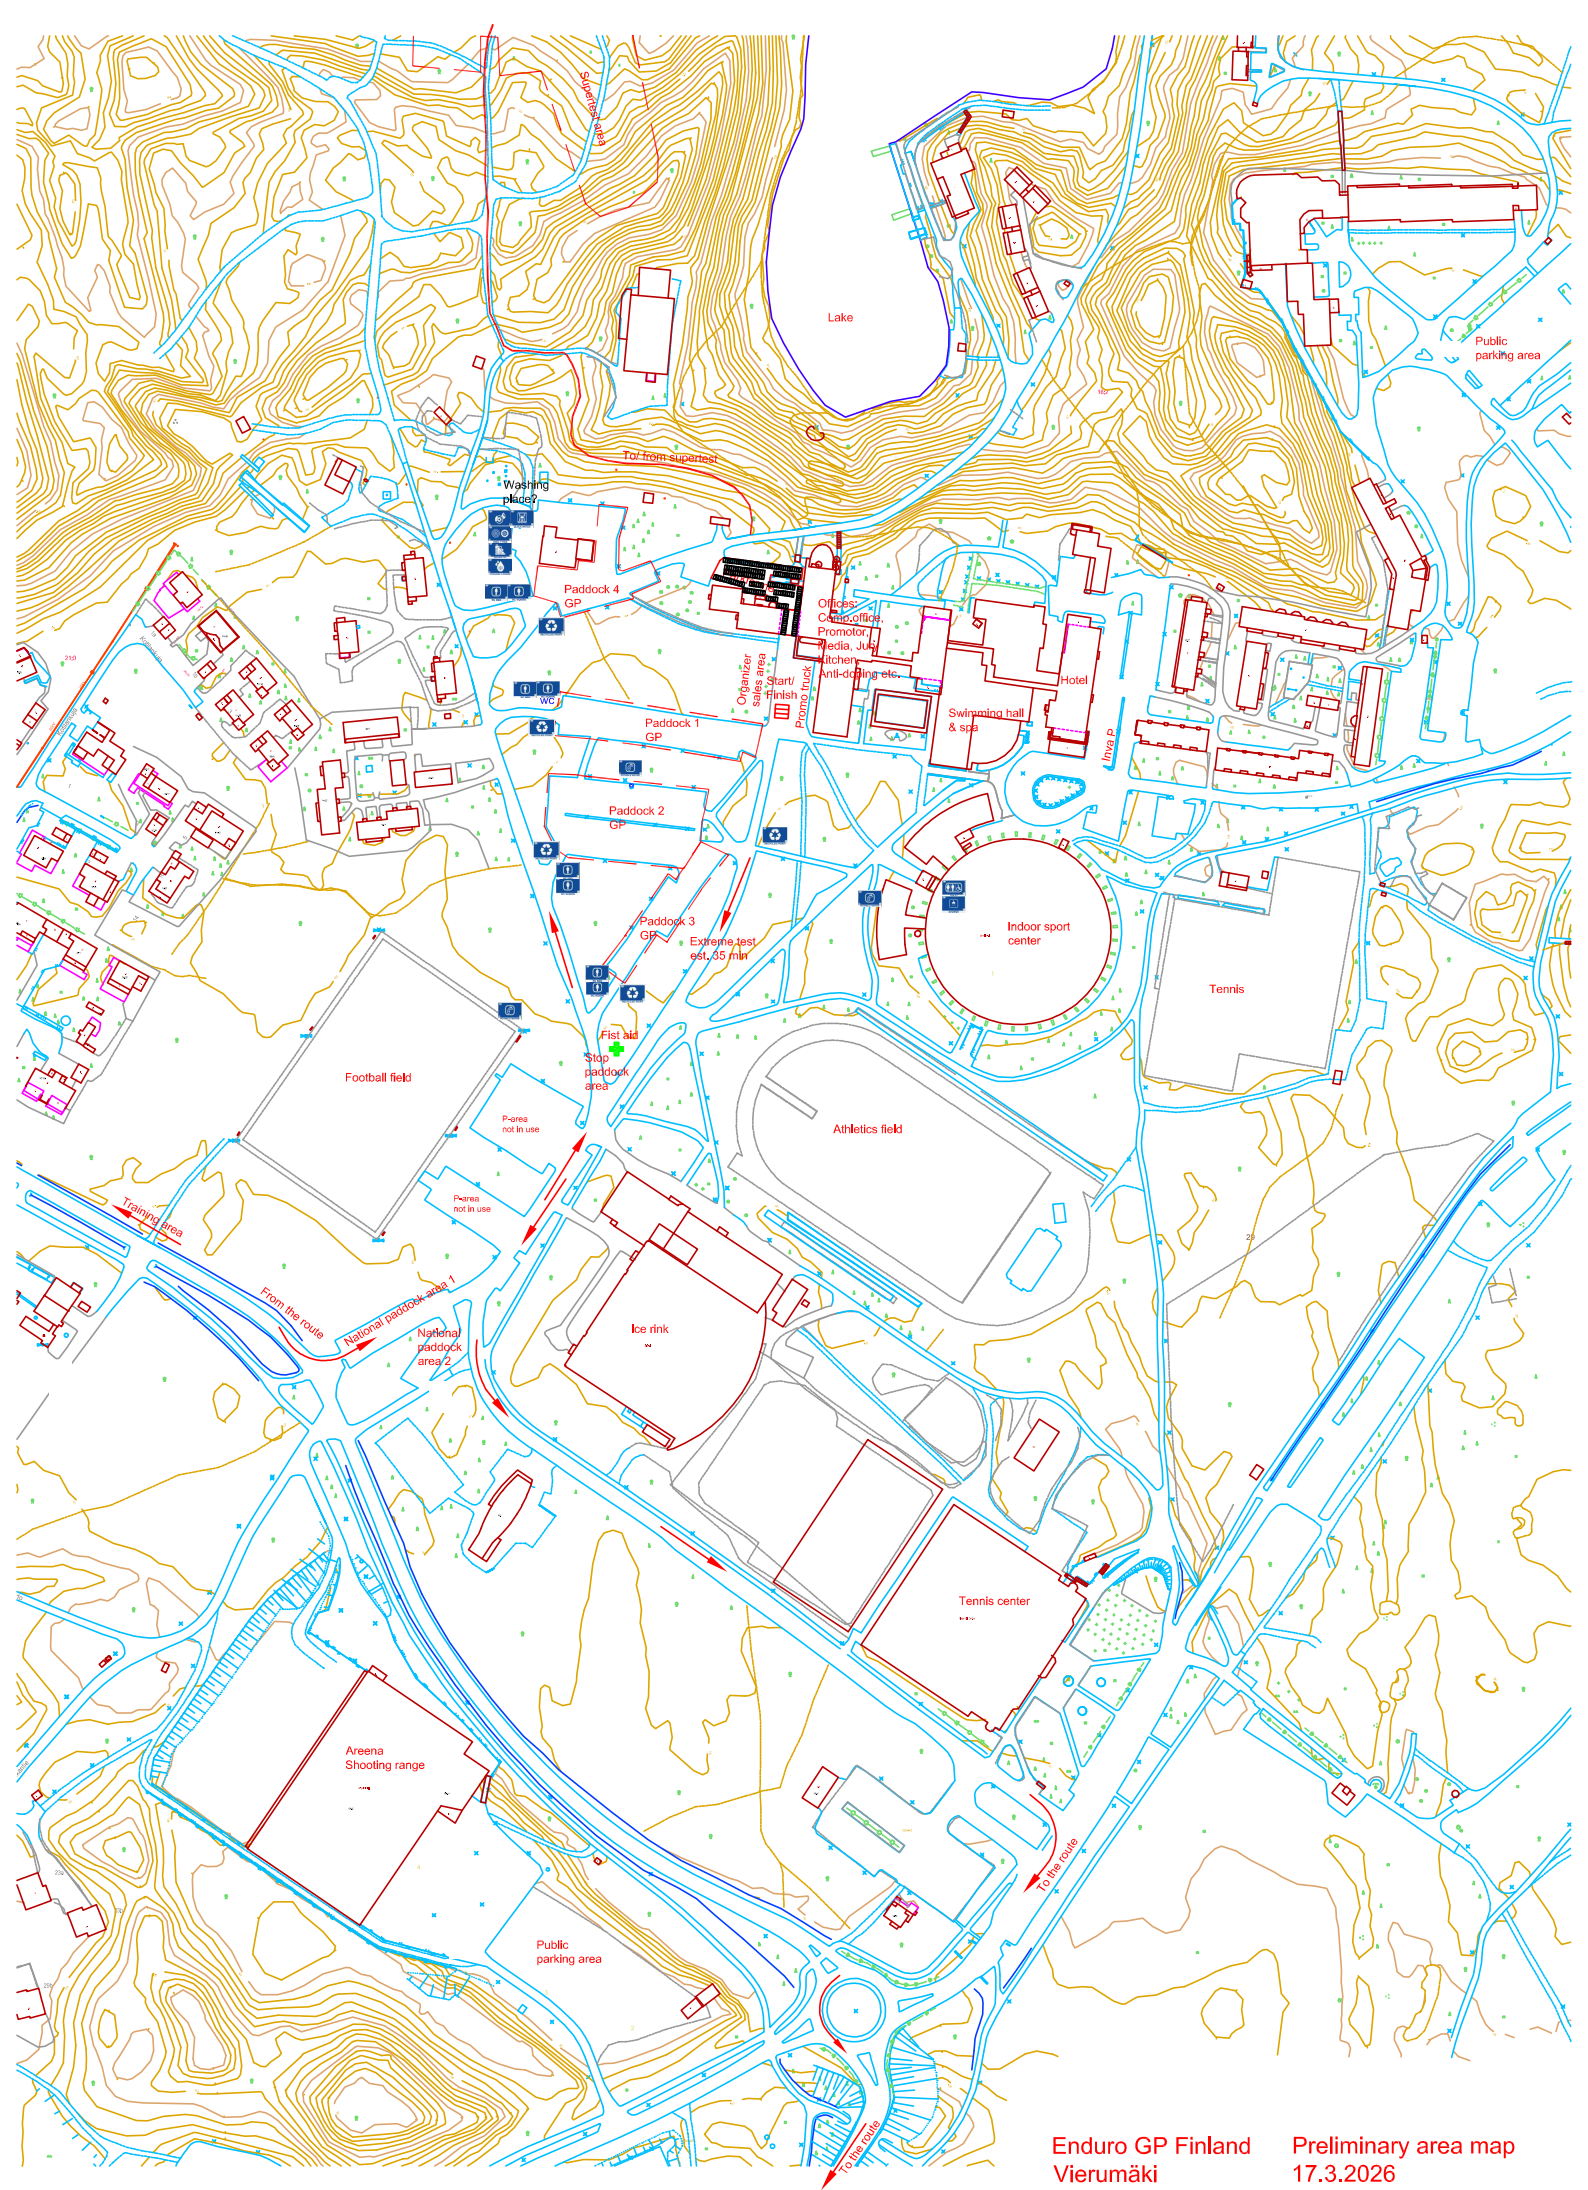 Supertest area
Lake
Public
parking area
To/ from supertest
Washing
place?
Paddock 4
GP
Offices:
Comp.office,
Promotor,
Media, Jury
Kitchen,
Anti-doping etc.
Organizer
sales area
Start/
Finish
Promo truck
Hotel
WC
Paddock 1
GP
Swimming hall
& spa
Inva P
Paddock 2
GP
Paddock 3
GP
Extreme test
est. 35 min
Indoor sport
center
Tennis
Fist aid
Stop
paddock
area
Football field
P-area
not in use
Athletics field
P-area
not in use
Training area
From the route
National paddock area 1
National
paddock
area 2
Ice rink
Tennis center
Areena
Shooting range
To the route
Public
parking area
To the route
Enduro GP Finland
Vierumäki
Preliminary area map
17.3.2026